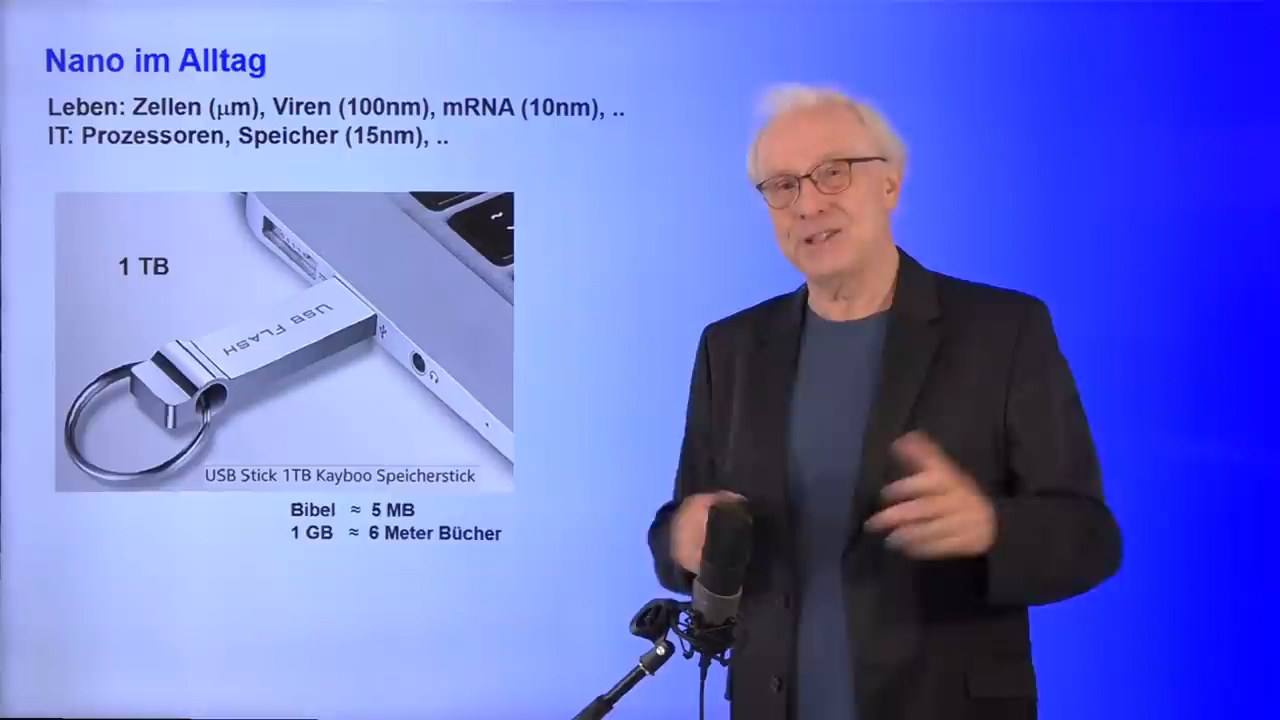 Nano im Alltag
Leben: Zellen (μm), Viren (100nm), mRNA (10nm), ..
IT: Prozessoren, Speicher (15nm), ..
1 TB
USB FLASH
USB Stick 1TB Kayboo Speicherstick
Bibel ≈ 5 MB
1 GB ≈ 6 Meter Bücher